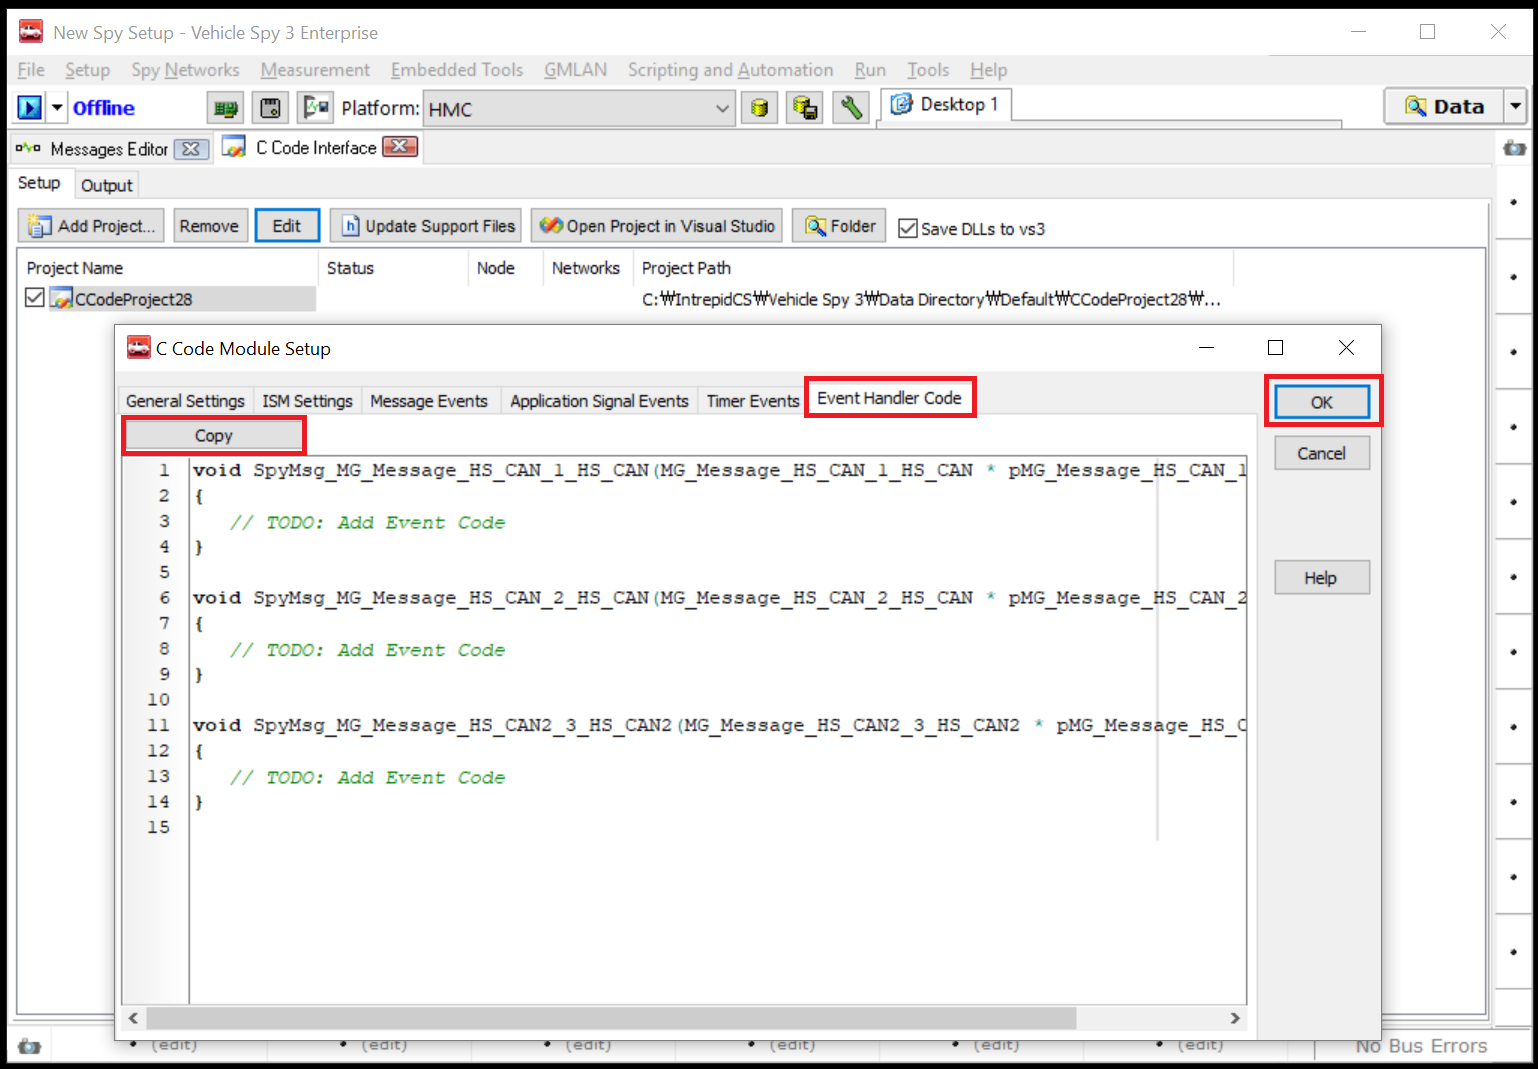 New Spy Setup - Vehicle Spy 3 Enterprise
File Setup Spy Networks Measurement Embedded Tools GMLAN Scripting and Automation Run Tools Help
Offline Platform: HMC Desktop 1 Data
Messages Editor C Code Interface
Setup Output
Add Project... Remove Edit Update Support Files Open Project in Visual Studio Folder Save DLLs to vs3
Project Name Status Node Networks Project Path
CCodeProject28 C:₩IntrepidCS₩Vehicle Spy 3₩Data Directory₩Default₩CCodeProject28₩...
C Code Module Setup
General Settings ISM Settings Message Events Application Signal Events Timer Events Event Handler Code OK
Copy
Cancel
1 void SpyMsg_MG_Message_HS_CAN_1_HS_CAN(MG_Message_HS_CAN_1_HS_CAN * pMG_Message_HS_CAN_1
2 {
3 // TODO: Add Event Code
4 }
5
Help
6 void SpyMsg_MG_Message_HS_CAN_2_HS_CAN(MG_Message_HS_CAN_2_HS_CAN * pMG_Message_HS_CAN_2
7 {
8 // TODO: Add Event Code
9 }
10
11 void SpyMsg_MG_Message_HS_CAN2_3_HS_CAN2(MG_Message_HS_CAN2_3_HS_CAN2 * pMG_Message_HS_C
12 {
13 // TODO: Add Event Code
14 }
15
(edit) (edit) (edit) (edit) (edit) (edit) No Bus Errors